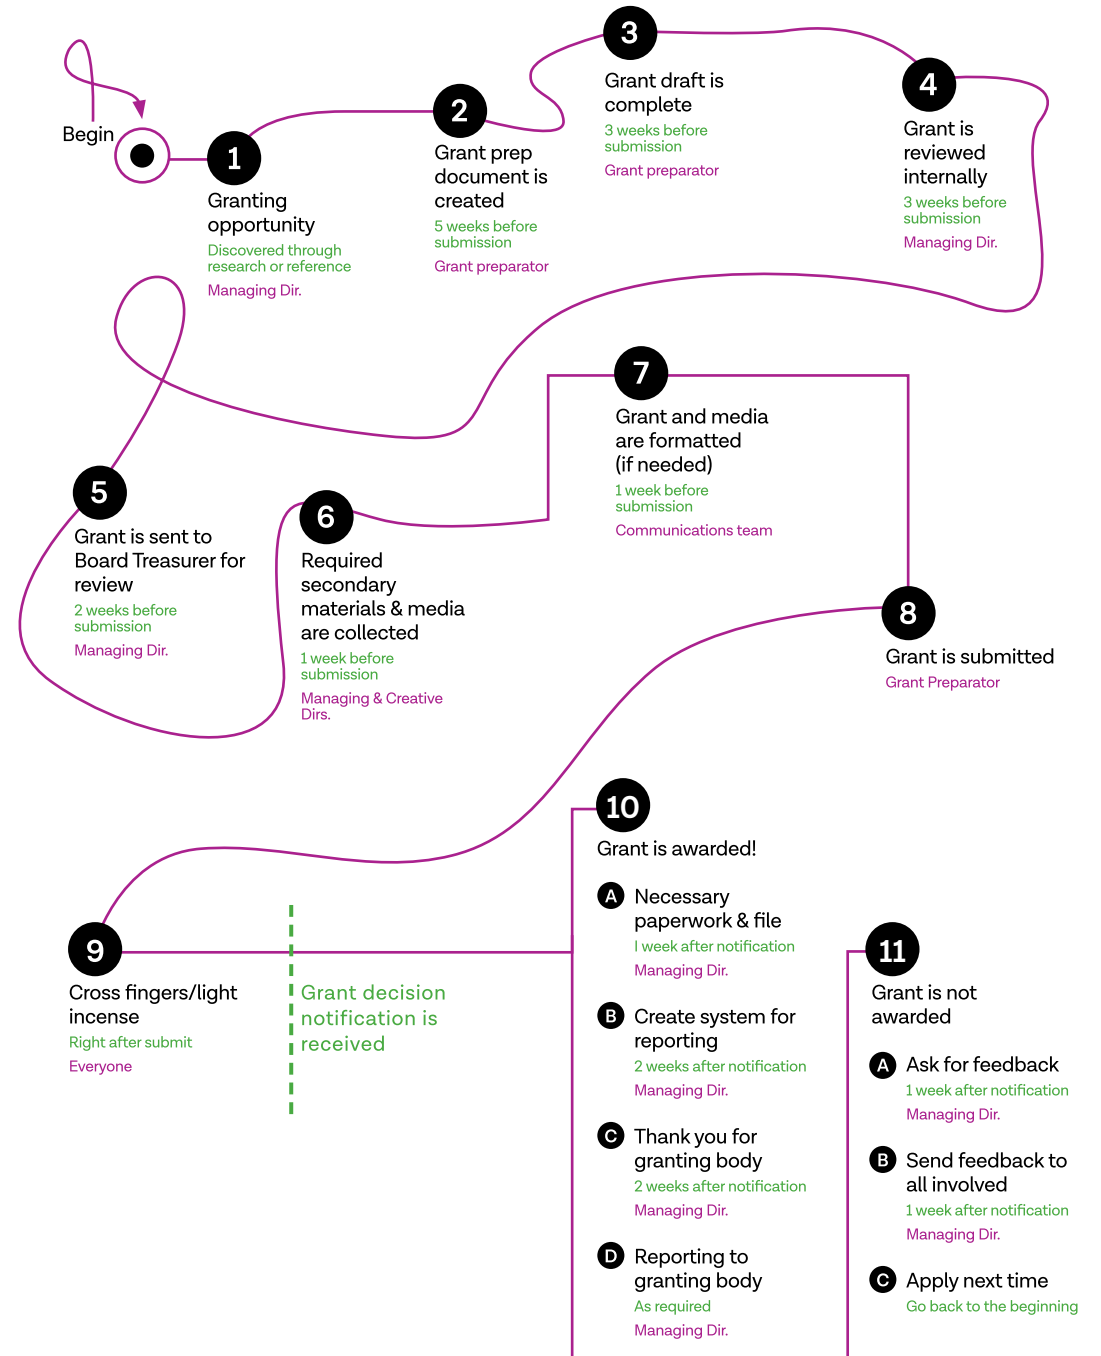 Begin
1
Granting
opportunity
Discovered through
research or reference
Managing Dir.
2
Grant prep
document is
created
5 weeks before
submission
Grant preparator
3
Grant draft is
complete
3 weeks before
submission
Grant preparator
4
Grant is
reviewed
internally
3 weeks before
submission
Managing Dir.
5
Grant is sent to
Board Treasurer for
review
2 weeks before
submission
Managing Dir.
6
Required
secondary
materials & media
are collected
1 week before
submission
Managing & Creative
Dirs.
7
Grant and media
are formatted
(if needed)
1 week before
submission
Communications team
8
Grant is submitted
Grant Preparator
9
Cross fingers/light
incense
Right after submit
Everyone
Grant decision
notification is
received
10
Grant is awarded!
A
Necessary
paperwork & file
I week after notification
Managing Dir.
B
Create system for
reporting
2 weeks after notification
Managing Dir.
C
Thank you for
granting body
2 weeks after notification
Managing Dir.
D
Reporting to
granting body
As required
Managing Dir.
11
Grant is not
awarded
A
Ask for feedback
1 week after notification
Managing Dir.
B
Send feedback to
all involved
1 week after notification
Managing Dir.
C
Apply next time
Go back to the beginning